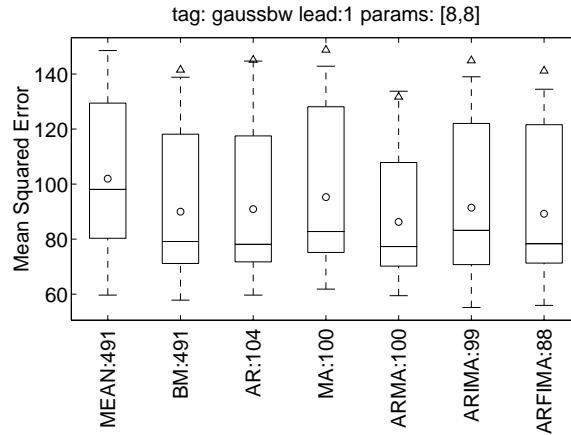 tag: gaussbw lead:1 params: [8,8]
Mean Squared Error
140
120
100
80
60
MEAN:491
BM:491
AR:104
MA:100
ARMA:100
ARIMA:99
ARFIMA:88